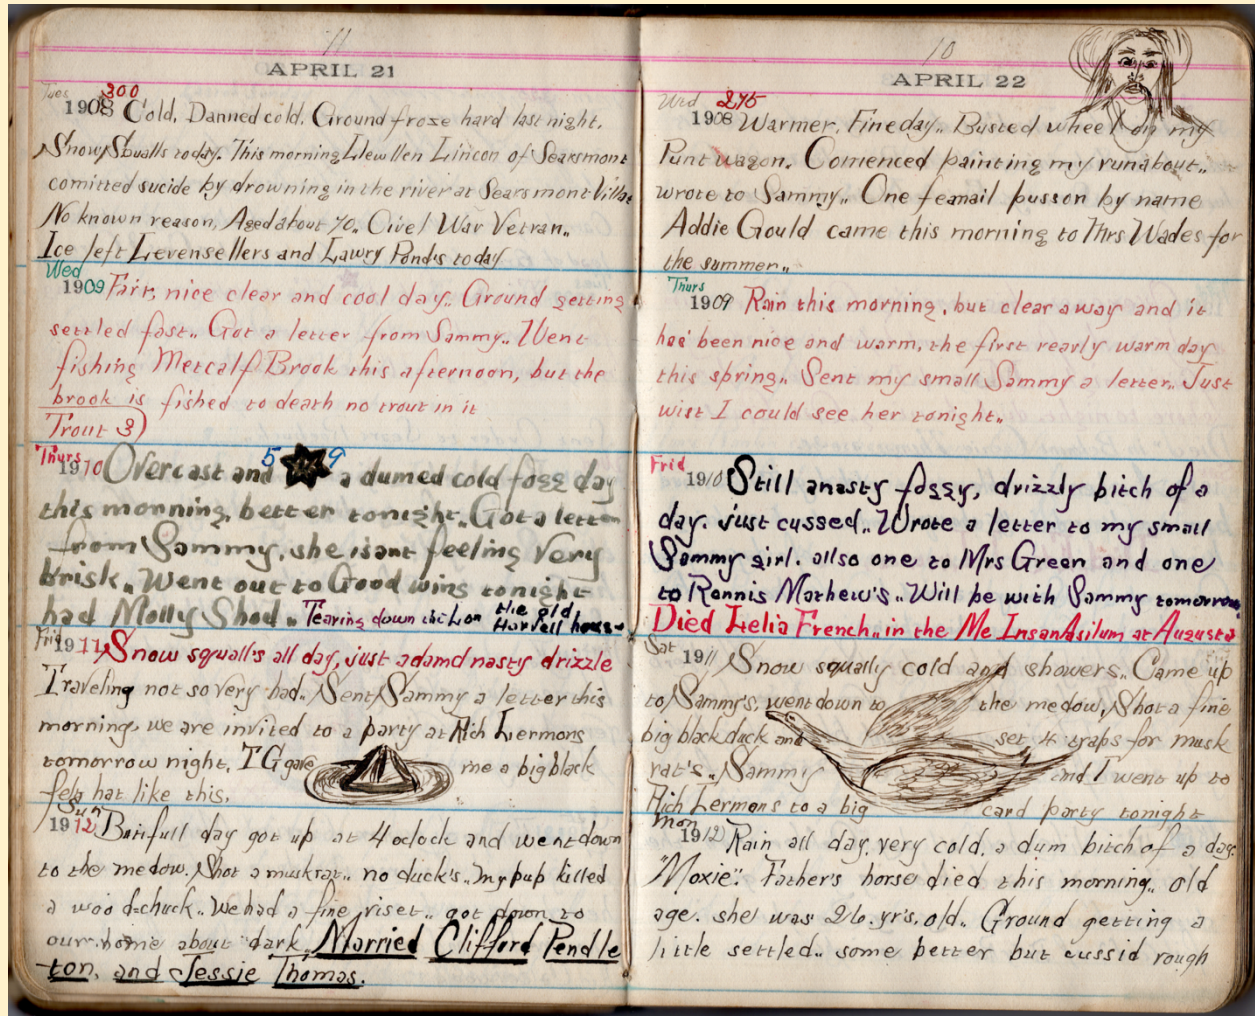 11
APRIL 21
Tues 300
1908 Cold, Damned cold. Ground froze hard last night.
Snow Squalls today. This morning Llewllen Lincon of Searsmont
comitted sucide by drowning in the river at Searsmont Villa
No known reason, Aged about 70.. Civel War Vetran..
Ice left Levensellers and Lawry Ponds today
Wed
1909 Fair, nice clear and cool day.. Ground getting
settled fast.. Got a letter from Sammy.. Went
fishing Metcalf Brook this afternoon, but the
brook is fished to death no trout in it
Trout 3
Thurs 5 9
1910 Overcast and a dumed cold fogg day
this morning, better tonight.. Got a letter
from Sammy, she isant feeling very
brisk.. Went out to Good wins tonight
had Molly Shod.. Tearing down the old Harvell house
Fri
1911 Snow squall's all day, just adamd nasty drizzle
Traveling not so very bad.. Sent Sammy a letter this
morning, we are invited to a party at Rich Lermons
tomorrow night, TG gave me a big black
felp hat like this,
Sun
1912 Butifull day got up at 4 oclock and went down
to the medow. Shot a muskrat.. no duck's.. my pup killed
a wood-chuck.. We had a fine riset.. got down to
our home about dark, Married Clifford Pendle
ton, and Jessie Thomas.
10
APRIL 22
Wed 275
1908 Warmer, Fine day.. Busted wheel on my
Punt wagon. Comenced painting my runabout..
wrote to Sammy.. One feamail pusson by name
Addie Gould came this morning to Mrs Wades for
the summer..
Thurs
1909 Rain this morning, but clear away and it
has been nice and warm, the first rearly warm day
this spring.. Sent my small Sammy a letter.. Just
wist I could see her tonight..
Frid
1910 Still anasty foggy, drizzly bitch of a
day. just cussed.. Wrote a letter to my small
Sammy girl. allso one to Mrs Green and one
to Ronnis Mathew's.. Will be with Sammy tomorrow
Died Lelia French.. in the Me InsanAsilum at Augusta
Sat
1911 Snow squally cold and showers.. Came up
to Sammy's, went down to the medow, Shot a fine
big black duck and set 4 traps for musk
rat's.. Sammy and I went up to
Rich Lermons to a big card party tonight
Mon
1912 Rain all day, very cold, a dum bitch of a day.
"Moxie". Father's horse died this morning.. old
age. she was 26. yr's. old.. Ground getting a
little settled.. some better but cussid rough